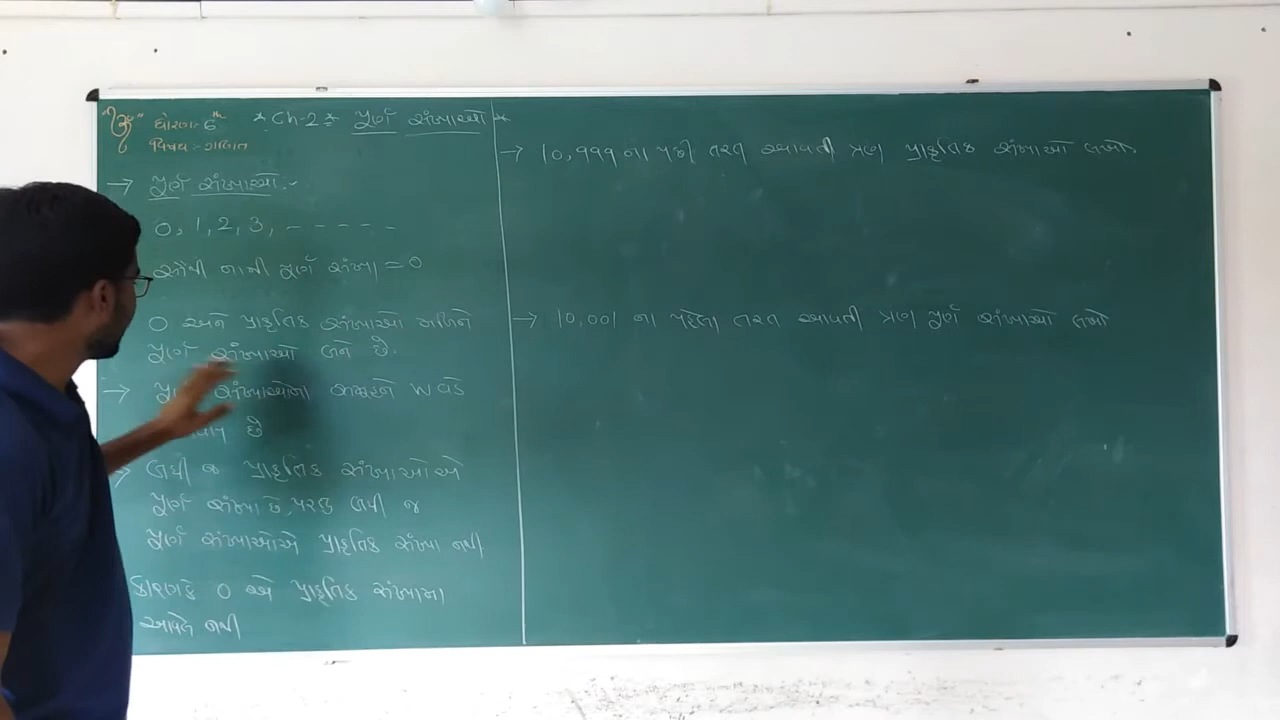 "ૐ" ધોરણ:- 6th
વિષય:- ગણિત
* Ch-2 * પૂર્ણ સંખ્યાઓ *
→ પૂર્ણ સંખ્યાઓ :-
0, 1, 2, 3, - - - - -
સૌથી નાની પૂર્ણ સંખ્યા = 0
0 અને પ્રાકૃતિક સંખ્યાઓ મળીને
પૂર્ણ સંખ્યાઓ બને છે.
→ સંખ્યાઓના સમૂહને W વડે
છે
→ બધી જ પ્રાકૃતિક સંખ્યાઓએ
પૂર્ણ સંખ્યા છે, પરંતુ બધી જ
પૂર્ણ સંખ્યાઓએ પ્રાકૃતિક સંખ્યા નથી
કારણકે 0 એ પ્રાકૃતિક સંખ્યામા
આવતે નથી
→ 10,999 ના પછી તરત આવતી ત્રણ પ્રાકૃતિક સંખ્યાઓ લખો.
→ 10,001 ના પહેલા તરત આવતી ત્રણ પૂર્ણ સંખ્યાઓ લખો